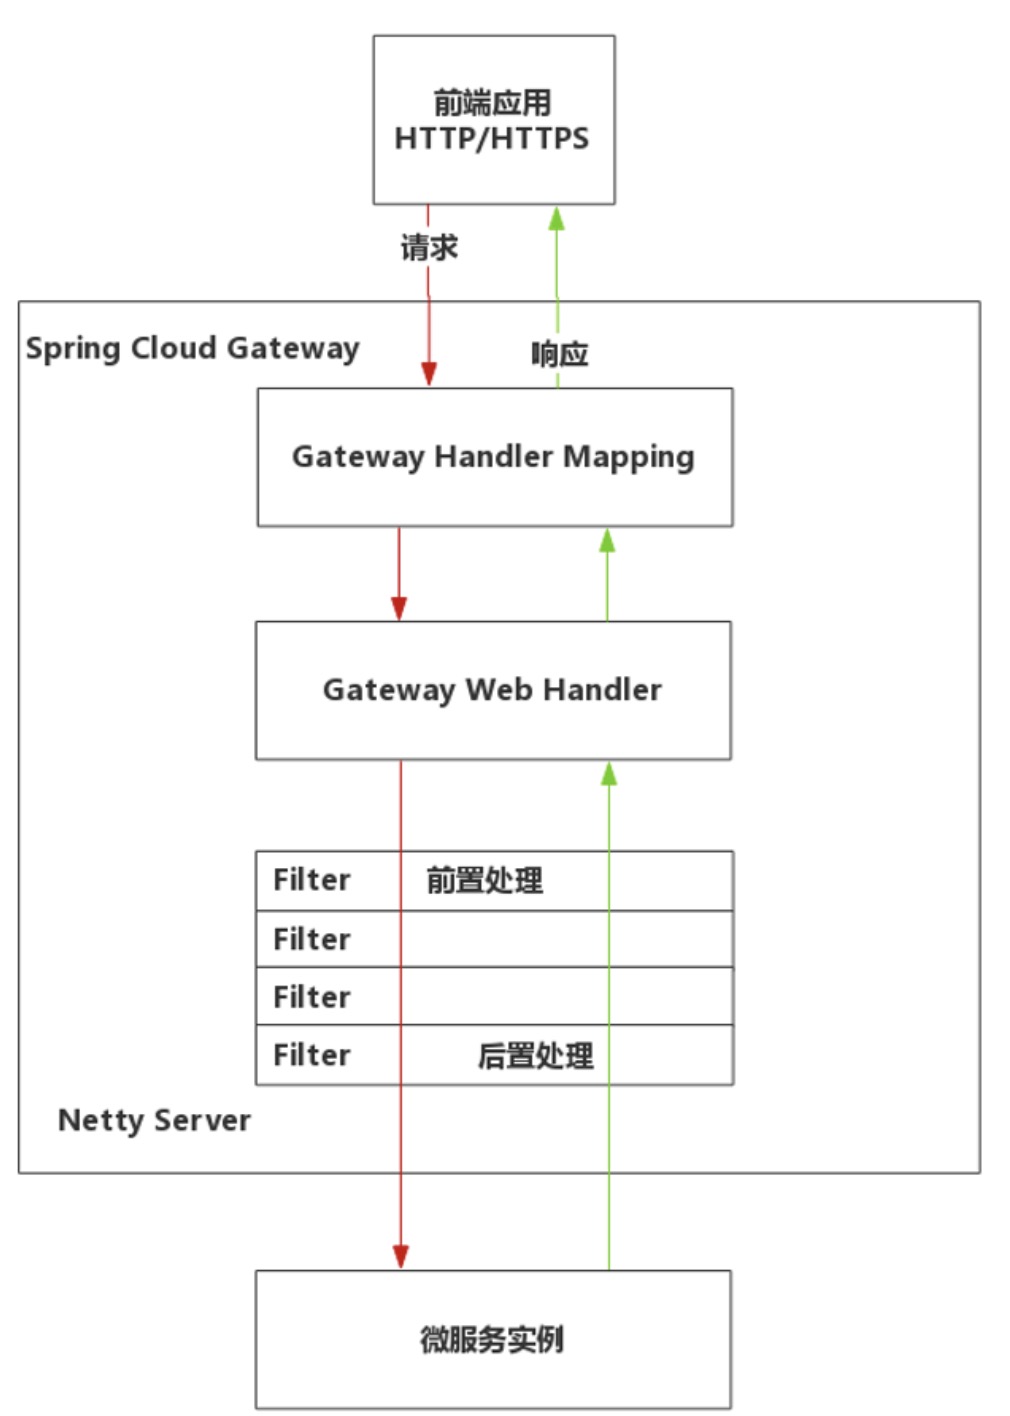 前端应用
HTTP/HTTPS
请求
Spring Cloud Gateway
响应
Gateway Handler Mapping
Gateway Web Handler
Filter 前置处理
Filter
Filter
Filter 后置处理
Netty Server
微服务实例